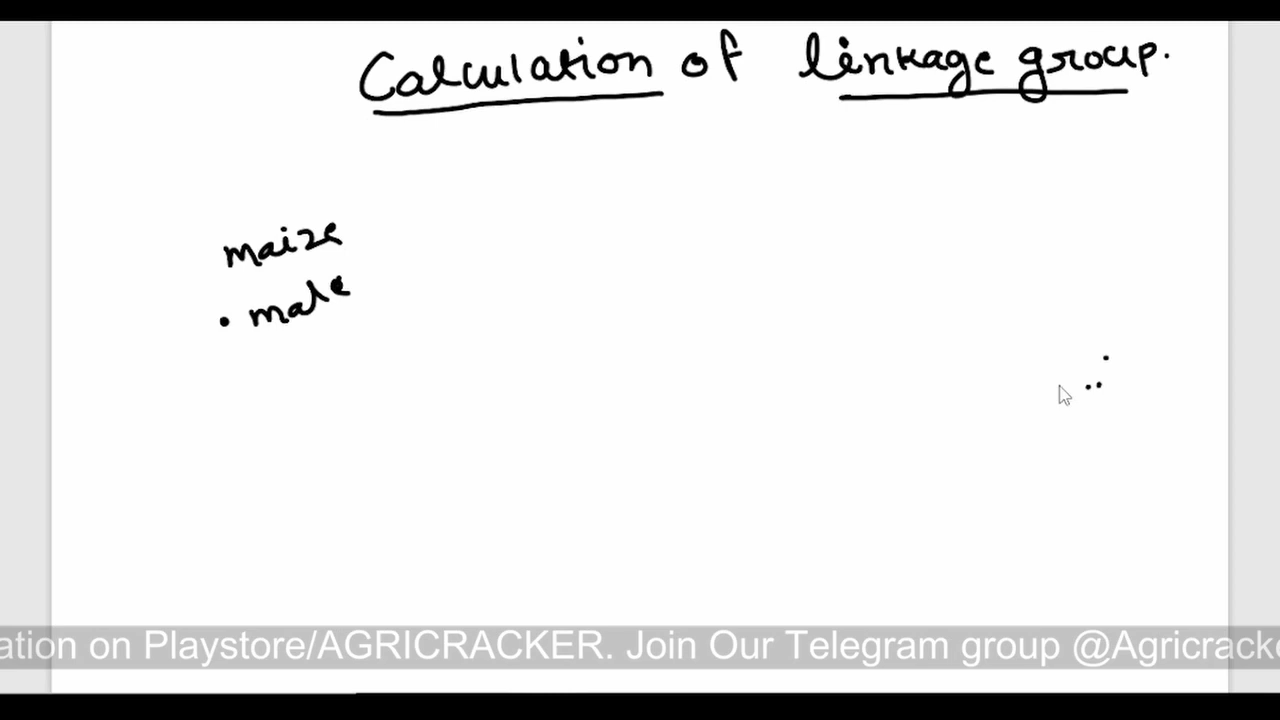 Calculation of linkage group.
maize
• male
ation on Playstore/AGRICRACKER. Join Our Telegram group @Agricracke